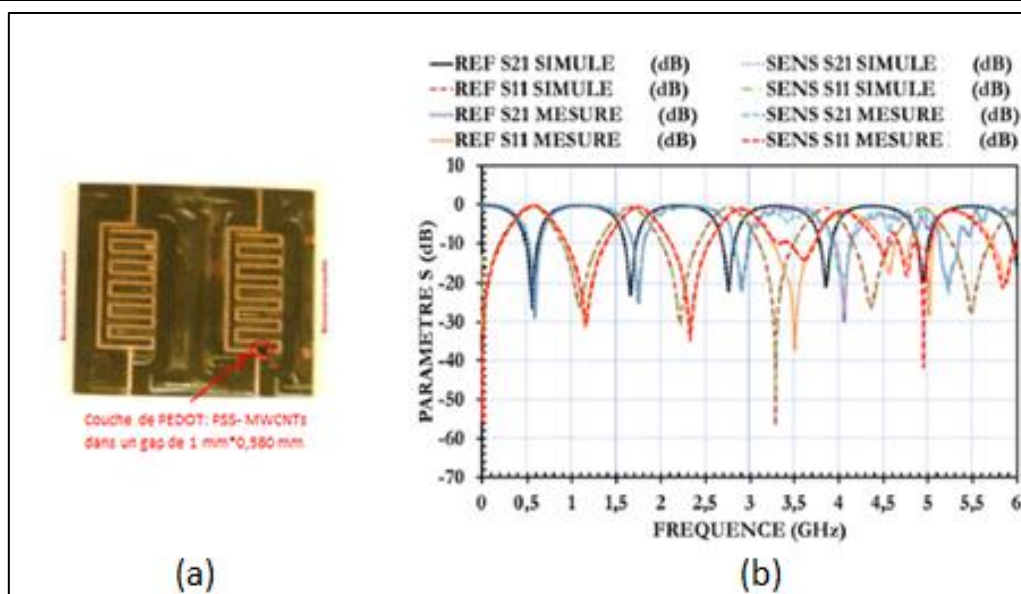 REF S21 SIMULE (dB)
SENS S21 SIMULE (dB)
REF S11 SIMULE (dB)
SENS S11 SIMULE (dB)
REF S21 MESURE (dB)
SENS S21 MESURE (dB)
REF S11 MESURE (dB)
SENS S11 MESURE (dB)
10
0
-10
-20
-30
-40
-50
-60
-70
PARAMETRE S (dB)
0 0,5 1 1,5 2 2,5 3 3,5 4 4,5 5 5,5 6
FREQUENCE (GHz)
Couche de PEDOT: PSS- MWCNTs
dans un gap de 1 mm*0,580 mm
(a)
(b)